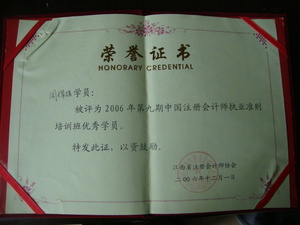 荣誉证书
HONORARY CREDENTIAL
学员：
被评为2006年第九期中国注册会计师执业准则
培训班优秀学员。
特发此证，以资鼓励。
江西省注册会计师协会
二00六年十二月一日